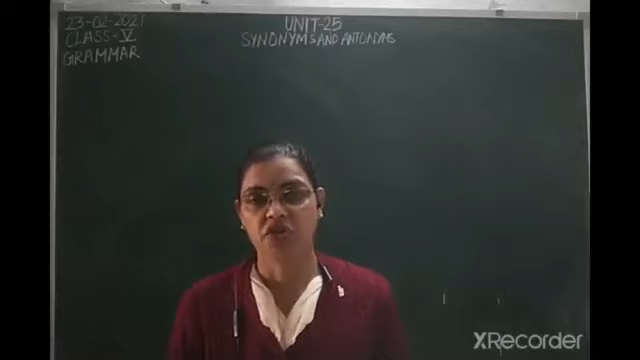 23-02-2021
CLASS-V
GRAMMAR
UNIT-25
SYNONYMS AND ANTONYMS
XRecorder